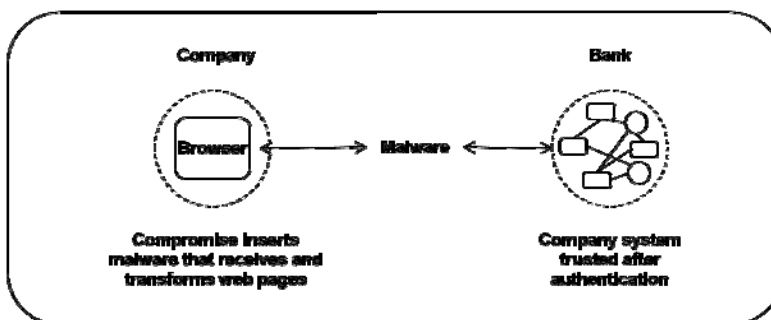 Company
Bank
Browser
Malware
Compromise inserts
malware that receives and
transforms web pages
Company system
trusted after
authentication